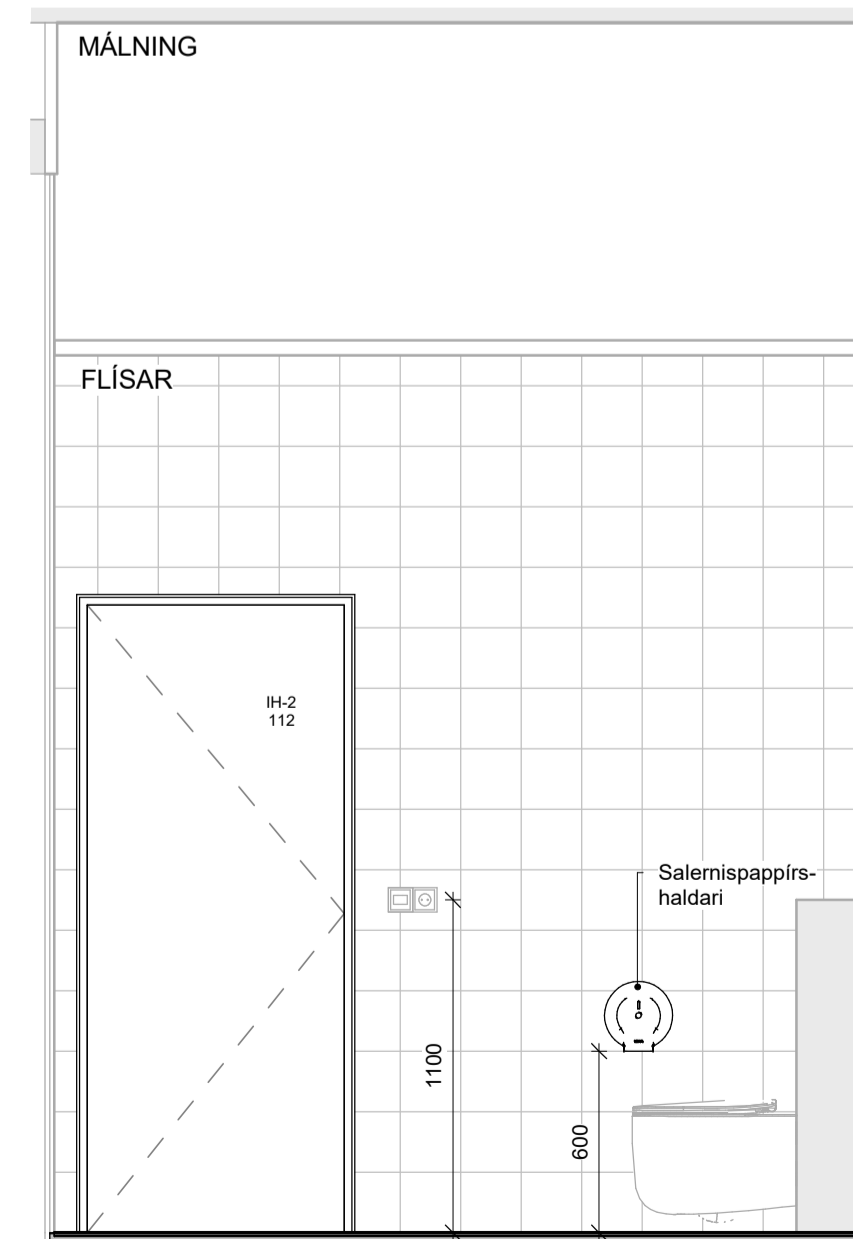 MÁLNING
FLÍSAR
IH-2
112
Salernispappírs-
haldari
1100
600